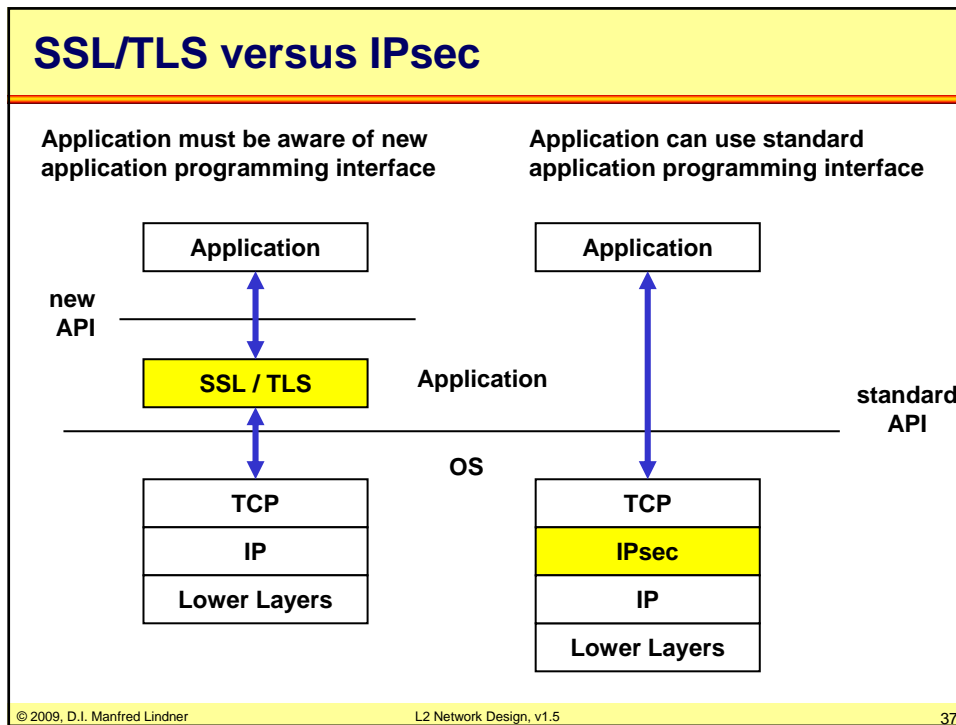 SSL/TLS versus IPsec
Application must be aware of new
application programming interface
Application can use standard
application programming interface
Application
Application
new
API
SSL / TLS
Application
standard
API
OS
TCP
IP
Lower Layers
TCP
IPsec
IP
Lower Layers
© 2009, D.I. Manfred Lindner
L2 Network Design, v1.5
37